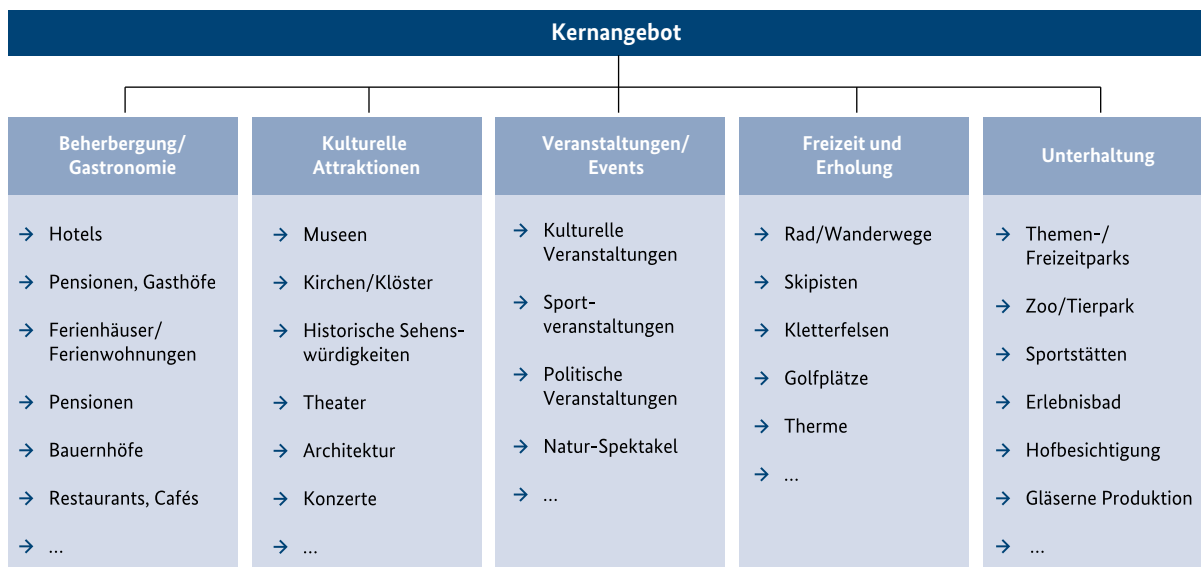 Kernangebot
Beherbergung/
Gastronomie
→ Hotels
→ Pensionen, Gasthöfe
→ Ferienhäuser/
Ferienwohnungen
→ Pensionen
→ Bauernhöfe
→ Restaurants, Cafés
→ ...
Kulturelle
Attraktionen
→ Museen
→ Kirchen/Klöster
→ Historische Sehens-
würdigkeiten
→ Theater
→ Architektur
→ Konzerte
→ ...
Veranstaltungen/
Events
→ Kulturelle
Veranstaltungen
→ Sport-
veranstaltungen
→ Politische
Veranstaltungen
→ Natur-Spektakel
→ ...
Freizeit und
Erholung
→ Rad/Wanderwege
→ Skipisten
→ Kletterfelsen
→ Golfplätze
→ Therme
→ ...
Unterhaltung
→ Themen-/
Freizeitparks
→ Zoo/Tierpark
→ Sportstätten
→ Erlebnisbad
→ Hofbesichtigung
→ Gläserne Produktion
→ ...